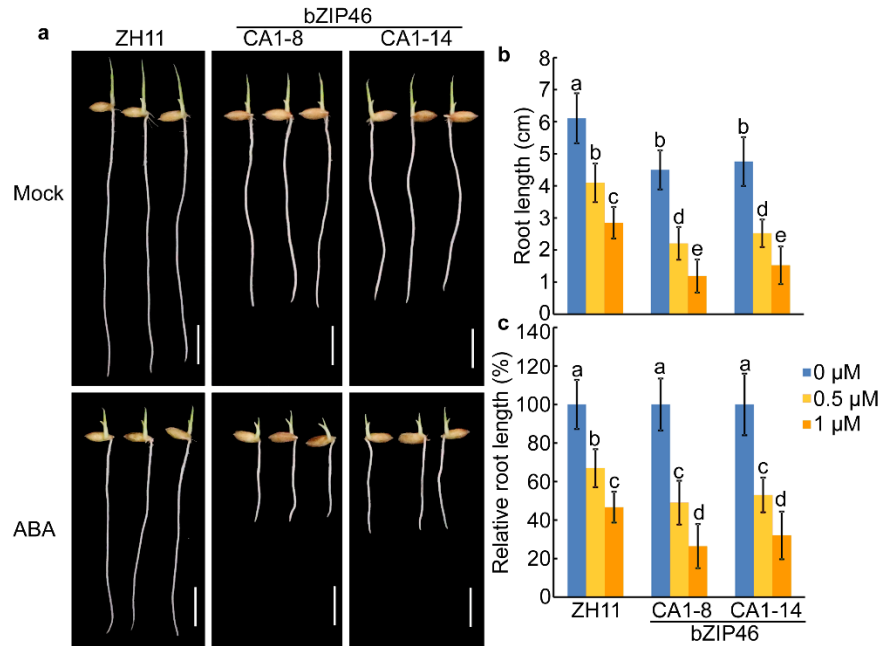 a
bZIP46
ZH11
CA1-8
CA1-14
Mock
ABA
b
Root length (cm)
8
7
6
5
4
3
2
1
0
a
b
c
b
d
e
b
d
e
c
Relative root length (%)
140
120
100
80
60
40
20
0
a
b
c
a
c
d
a
c
d
0 μM
0.5 μM
1 μM
ZH11
CA1-8
CA1-14
bZIP46